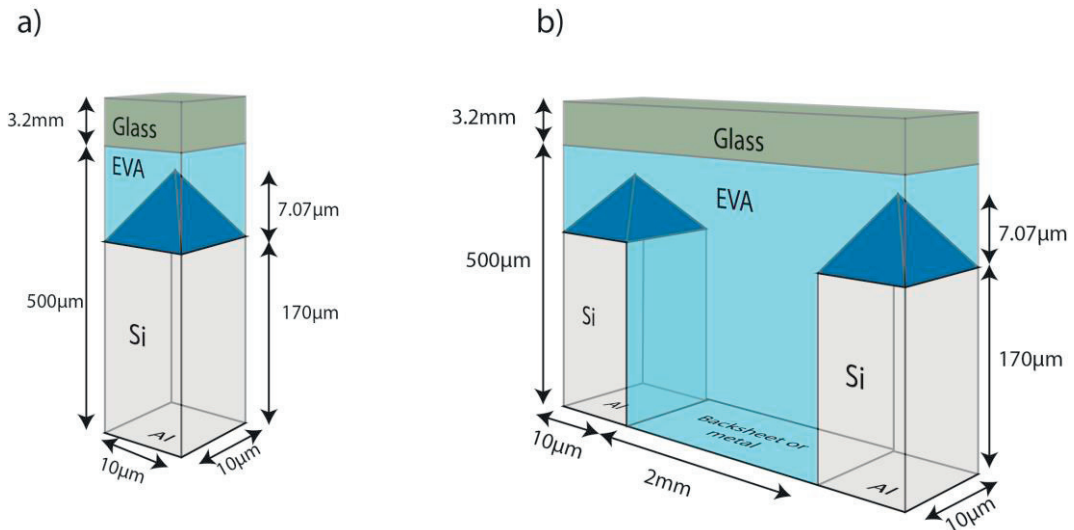 a)
3.2mm
Glass
EVA
7.07µm
500µm
170µm
Si
Al
10µm
10µm
b)
3.2mm
Glass
EVA
7.07µm
500µm
Si
Si
170µm
Al
Backsheet or
metal
10µm
2mm
Al
10µm